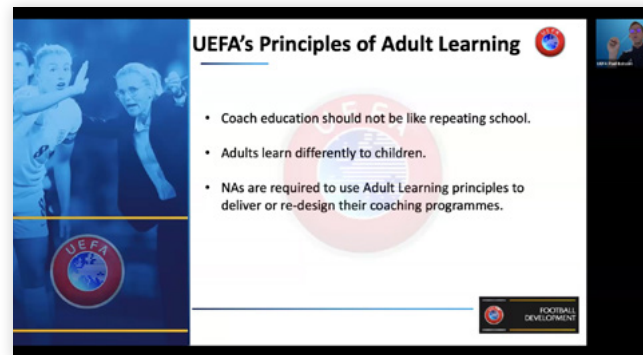 UEFA's Principles of Adult Learning
• Coach education should not be like repeating school.
• Adults learn differently to children.
• NAs are required to use Adult Learning principles to
deliver or re-design their coaching programmes.
UEFA
FOOTBALL
DEVELOPMENT